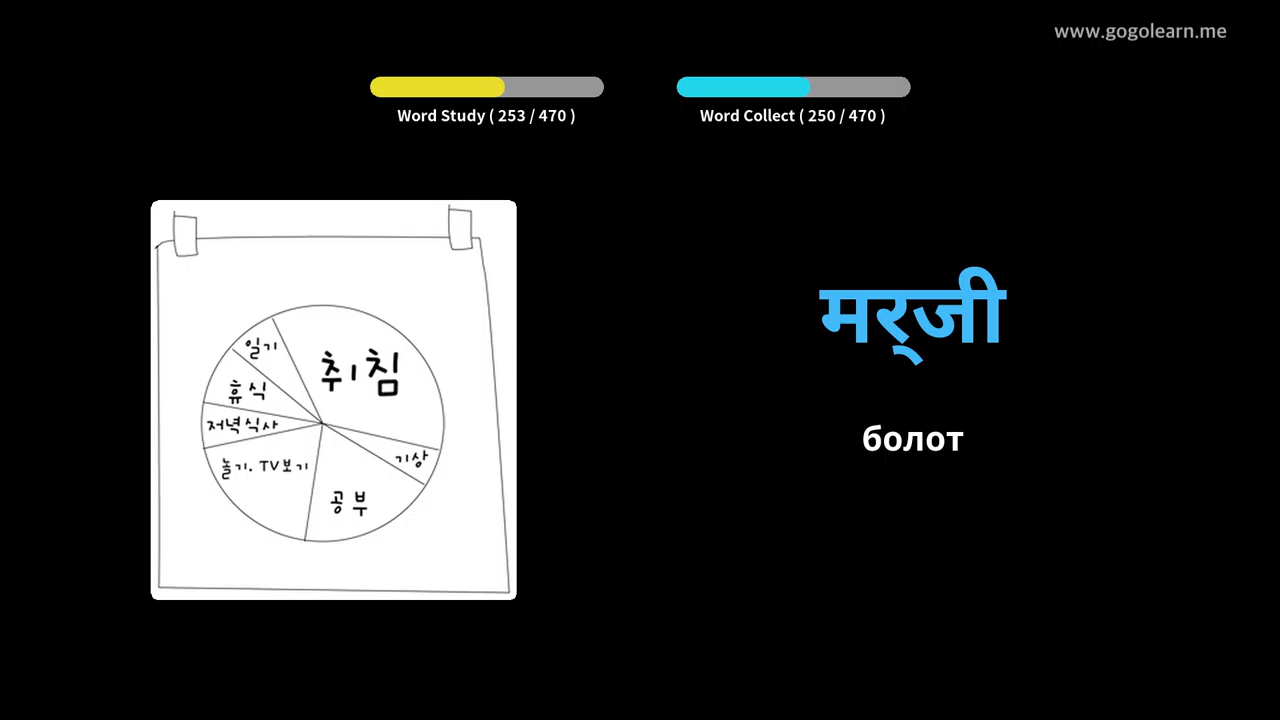 www.gogolearn.me
Word Study ( 253 / 470 )
Word Collect ( 250 / 470 )
일기
취침
휴식
저녁식사
놀기. TV보기
기상
공부
मर्‌जी
болот